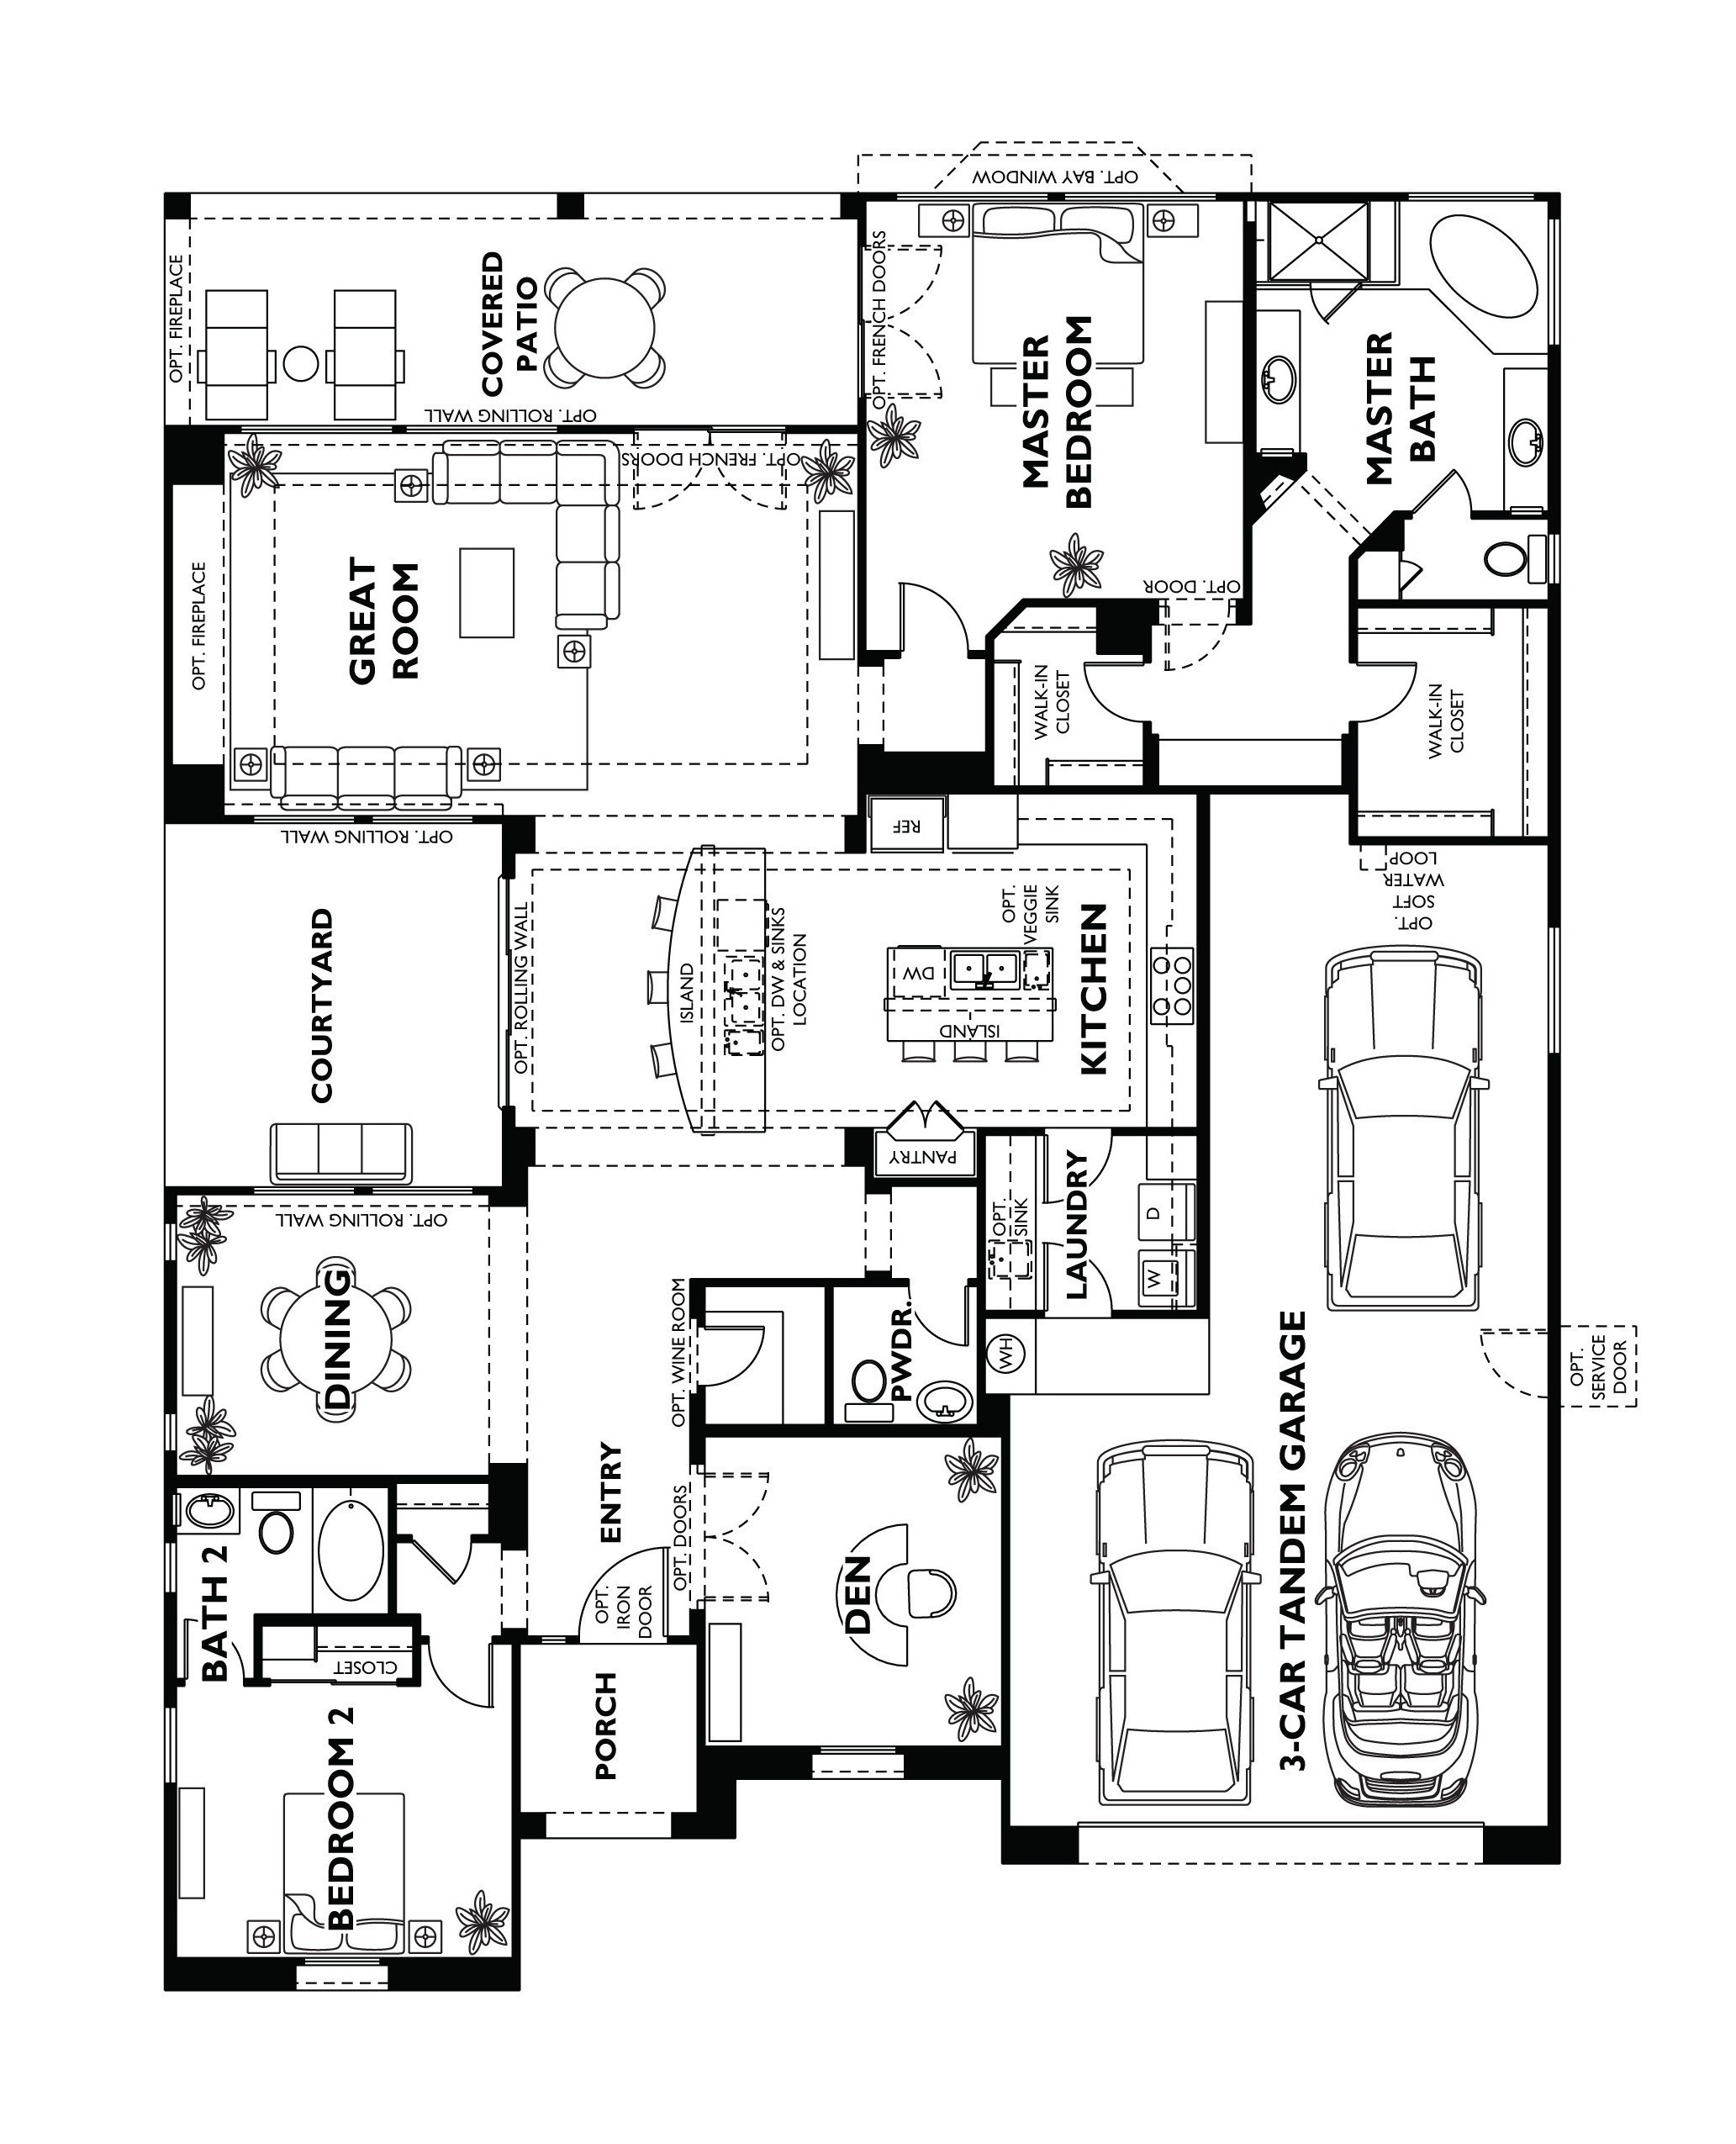 OPT. FIREPLACE
OPT. FIREPLACE
BATH 2
BEDROOM 2
CLOSET
DINING
OPT. ROLLING WALL
COURTYARD
OPT. ROLLING WALL
GREAT
ROOM
OPT. ROLLING WALL
COVERED
PATIO
OPT. ROLLING WALL
PORCH
OPT.
IRON
DOOR
ENTRY
OPT. DOORS
OPT. WINE ROOM
ISLAND
OPT. DW & SINKS
LOCATION
OPT. FRENCH DOORS
DEN
PWDR.
PANTRY
ISLAND
DW
REF
OPT. FRENCH DOORS
WH
OPT.
SINK
OPT.
VEGGIE
SINK
LAUNDRY
KITCHEN
W
D
WALK-IN
CLOSET
MASTER
BEDROOM
OPT. BAY WINDOW
OPT. DOOR
3-CAR TANDEM GARAGE
OPT.
SOFT
WATER
LOOP
WALK-IN
CLOSET
MASTER
BATH
OPT.
SERVICE
DOOR